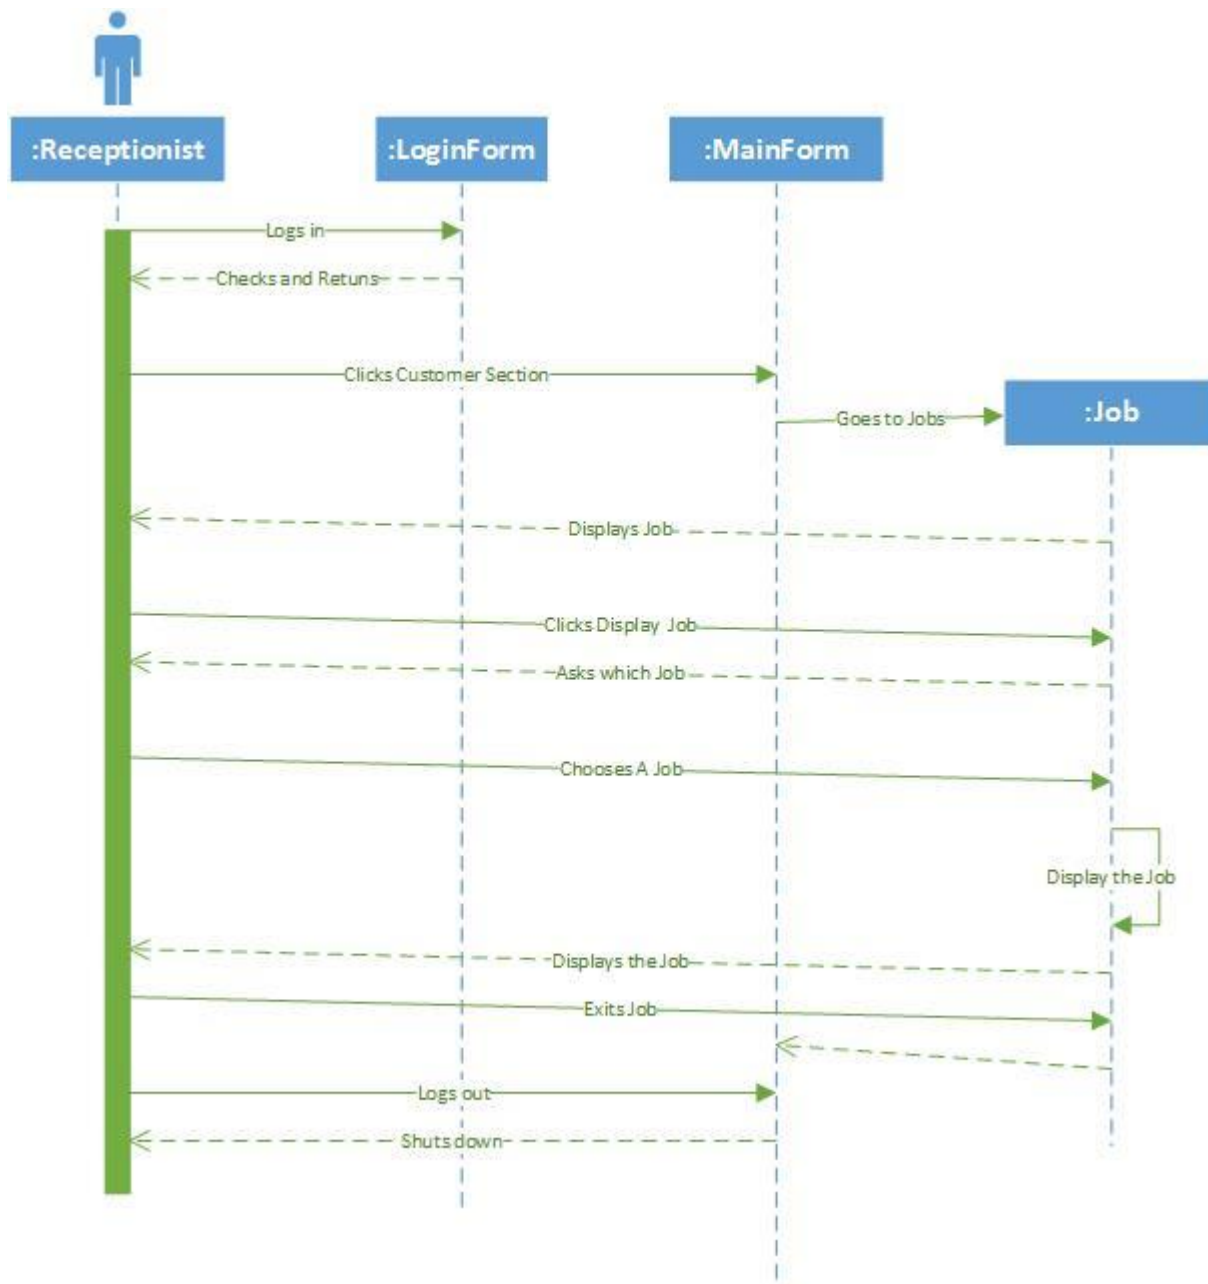 :Receptionist
:LoginForm
:MainForm
Logs in
Checks and Retuns
Clicks Customer Section
:Job
Goes to Jobs
Displays Job
Clicks Display Job
Asks which Job
Chooses A Job
Display the Job
Displays the Job
Exits Job
Logs out
Shuts down